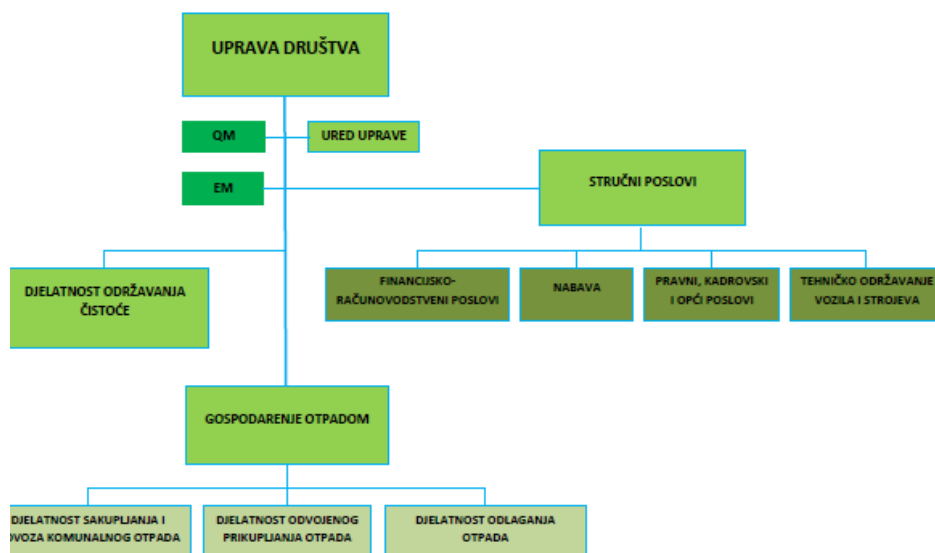 UPRAVA DRUŠTVA
QM
URED UPRAVE
EM
STRUČNI POSLOVI
DJELATNOST ODRŽAVANJA
ČISTOĆE
FINANCIJSKO-
RAČUNOVODSTVENI POSLOVI
NABAVA
PRAVNI, KADROVSKI
I OPĆI POSLOVI
TEHNIČKO ODRŽAVANJE
VOZILA I STROJEVA
GOSPODARENJE OTPADOM
DJELATNOST SAKUPLJANJA I
KOMUNALNOG OTPADA
DJELATNOST ODVOJENOG
PRIKUPLJANJA OTPADA
DJELATNOST ODLAGANJA
OTPADA